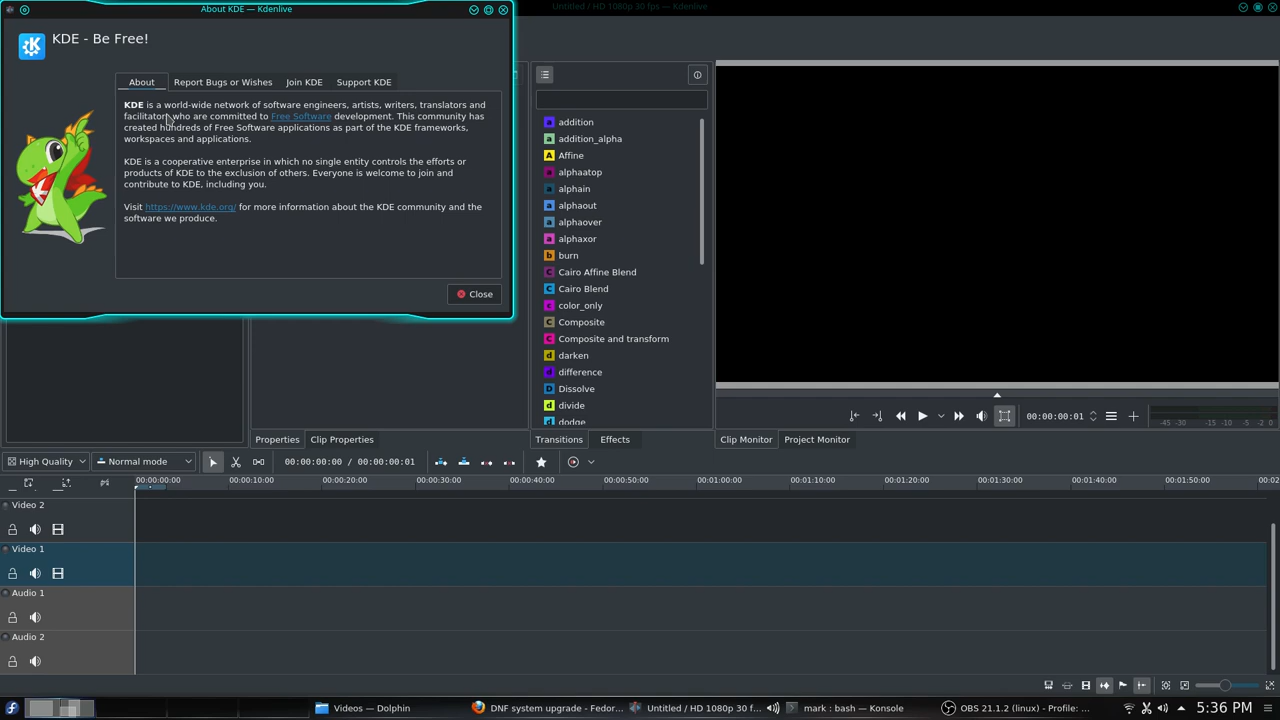 About KDE — Kdenlive
Untitled / HD 1080p 30 fps — Kdenlive
KDE - Be Free!
About
Report Bugs or Wishes
Join KDE
Support KDE
KDE is a world-wide network of software engineers, artists, writers, translators and
facilitators who are committed to Free Software development. This community has
created hundreds of Free Software applications as part of the KDE frameworks,
workspaces and applications.
KDE is a cooperative enterprise in which no single entity controls the efforts or
products of KDE to the exclusion of others. Everyone is welcome to join and
contribute to KDE, including you.
Visit https://www.kde.org/ for more information about the KDE community and the
software we produce.
Close
a addition
a addition_alpha
A Affine
a alphaatop
a alphain
a alphaout
a alphaover
a alphaxor
b burn
C Cairo Affine Blend
C Cairo Blend
c color_only
C Composite
C Composite and transform
d darken
d difference
D Dissolve
d divide
d dodge
00:00:00:01
-45 -30 -15 -10 -5 -2 0
Properties
Clip Properties
Transitions
Effects
Clip Monitor
Project Monitor
High Quality
Normal mode
00:00:00:00 / 00:00:00:01
00:00:00:00 00:00:10:00 00:00:20:00 00:00:30:00 00:00:40:00 00:00:50:00 00:01:00:00 00:01:10:00 00:01:20:00 00:01:30:00 00:01:40:00 00:01:50:00 00:02
Video 2
Video 1
Audio 1
Audio 2
Videos — Dolphin
DNF system upgrade - Fedor...
Untitled / HD 1080p 30 f...
mark : bash — Konsole
OBS 21.1.2 (linux) - Profile: ...
5:36 PM